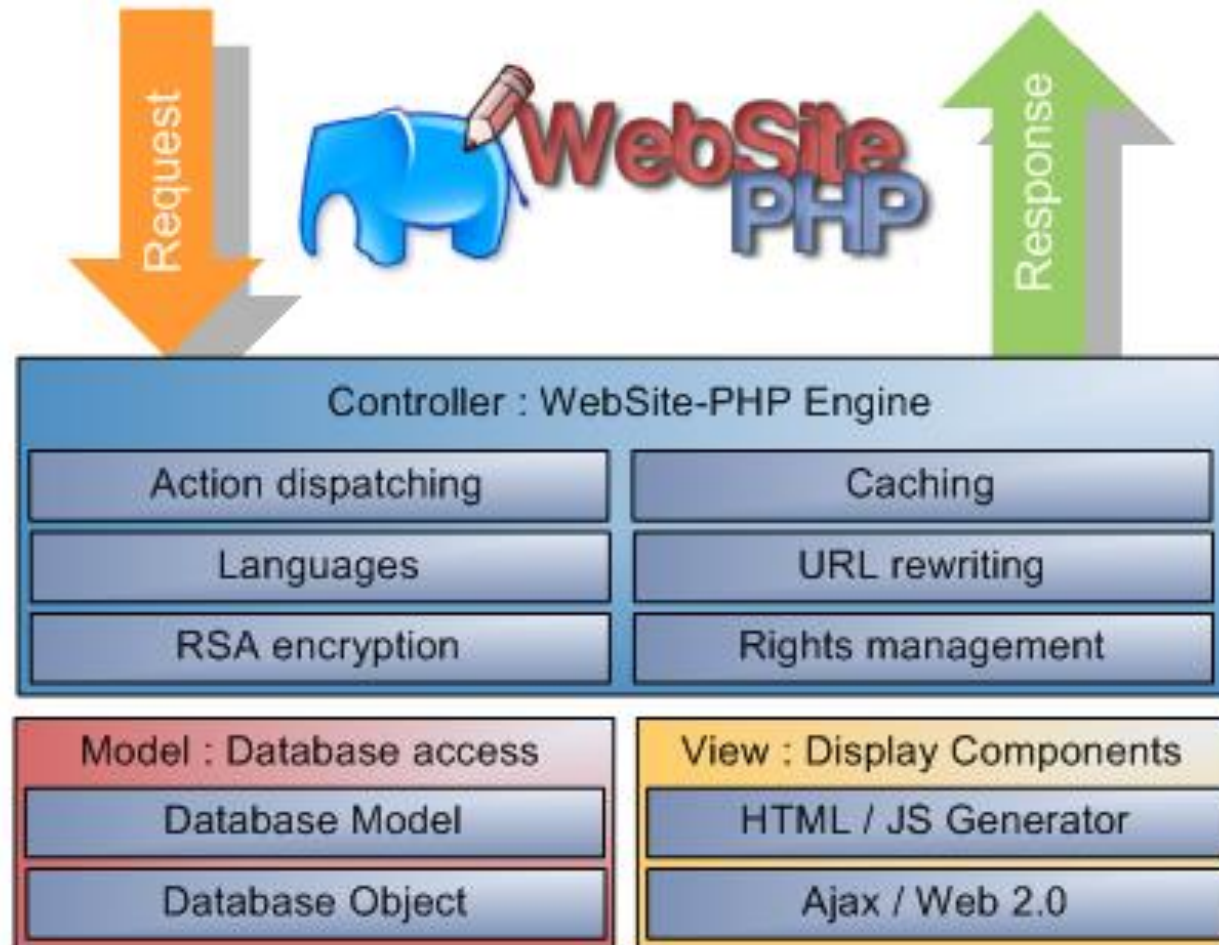 Request
WebSite
PHP
Response
Controller : WebSite-PHP Engine
Action dispatching
Caching
Languages
URL rewriting
RSA encryption
Rights management
Model : Database access
Database Model
Database Object
View : Display Components
HTML / JS Generator
Ajax / Web 2.0